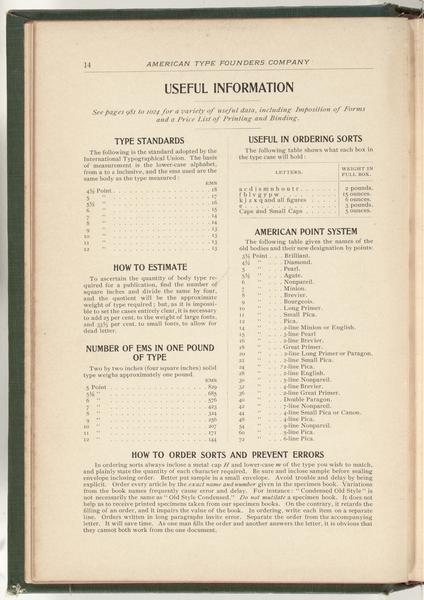 14 AMERICAN TYPE FOUNDERS COMPANY
USEFUL INFORMATION
See pages 981 to 1024 for a variety of useful data, including Imposition of Forms
and a Price List of Printing and Binding.
TYPE STANDARDS
The following is the standard adopted by the
International Typographical Union. The basis
of measurement is the lower-case alphabet,
from a to z inclusive, and the ems used are the
same body as the type measured:
EMS
4½ Point . . . 18
5 " . . . 17
5½ " . . . 16
6 " . . . 15
7 " . . . 14
8 " . . . 14
9 " . . . 13
10 " . . . 13
11 " . . . 13
12 " . . . 13
HOW TO ESTIMATE
To ascertain the quantity of body type re-
quired for a publication, find the number of
square inches and divide the same by four,
and the quotient will be the approximate
weight of type required; but, as it is impossi-
ble to set the cases entirely clear, it is necessary
to add 25 per cent. to the weight of large fonts,
and 33⅓ per cent. to small fonts, to allow for
dead letter.
NUMBER OF EMS IN ONE POUND
OF TYPE
Two by two inches (four square inches) solid
type weighs approximately one pound.
EMS
5 Point . . . 829
5½ " . . . 685
6 " . . . 576
7 " . . . 423
8 " . . . 324
9 " . . . 256
10 " . . . 207
11 " . . . 171
12 " . . . 144
USEFUL IN ORDERING SORTS
The following table shows what each box in
the type case will hold:
LETTERS. WEIGHT IN
FULL BOX.
a c d i s m n h o u t r . . . 2 pounds.
f b l v g y p w . . . 15 ounces.
k j z x q and all figures . . . 6 ounces.
e . . . 3 pounds.
Caps and Small Caps . . . 5 ounces.
AMERICAN POINT SYSTEM
The following table gives the names of the
old bodies and their new designation by points:
3½ Point . . . Brilliant.
4½ " . . . Diamond.
5 " . . . Pearl.
5½ " . . . Agate.
6 " . . . Nonpareil.
7 " . . . Minion.
8 " . . . Brevier.
9 " . . . Bourgeois.
10 " . . . Long Primer.
11 " . . . Small Pica.
12 " . . . Pica.
14 " . . . 2-line Minion or English.
15 " . . . 3-line Pearl
16 " . . . 2-line Brevier.
18 " . . . Great Primer.
20 " . . . 2-line Long Primer or Paragon.
22 " . . . 2-line Small Pica.
24 " . . . 2-line Pica.
28 " . . . 2-line English.
30 " . . . 5-line Nonpareil.
32 " . . . 4-line Brevier.
36 " . . . 2-line Great Primer.
40 " . . . Double Paragon.
42 " . . . 7-line Nonpareil.
44 " . . . 4-line Small Pica or Canon.
48 " . . . 4-line Pica.
54 " . . . 9-line Nonpareil.
60 " . . . 5-line Pica.
72 " . . . 6-line Pica.
HOW TO ORDER SORTS AND PREVENT ERRORS
In ordering sorts always inclose a metal cap H and lower-case m of the type you wish to match,
and plainly state the quantity of each character required. Be sure and inclose sample before sealing
envelope inclosing order. Better put sample in a small envelope. Avoid trouble and delay by being
explicit. Order every article by the exact name and number given in the specimen book. Variations
from the book names frequently cause error and delay. For instance: "Condensed Old Style" is
not necessarily the same as "Old Style Condensed." Do not mutilate a specimen book. It does not
help us to receive printed specimens taken from our specimen books. On the contrary, it retards the
filling of an order, and it impairs the value of the book. In ordering, write each item on a separate
line. Orders written in long paragraphs invite error. Separate the order from the accompanying
letter. It will save time. As one man fills the order and another answers the letter, it is obvious that
they cannot both work from the one document.